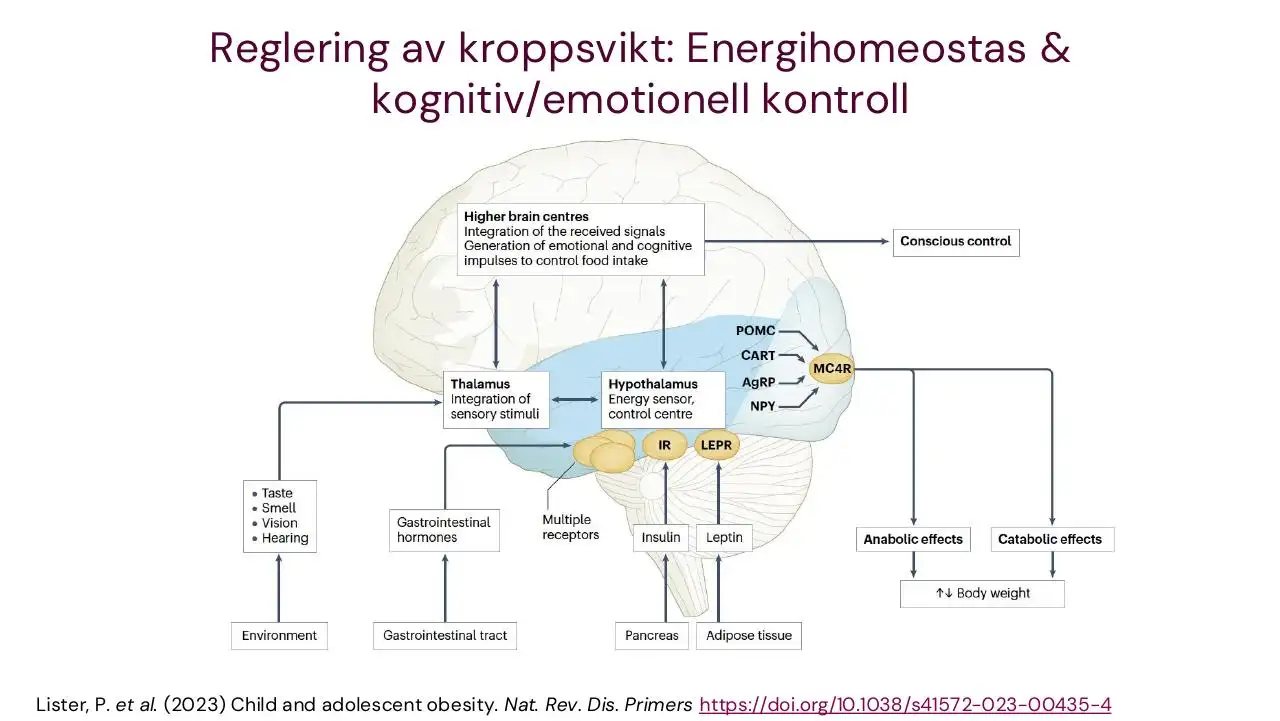 Reglering av kroppsvikt: Energihomeostas &
kognitiv/emotionell kontroll
Higher brain centres
Integration of the received signals
Generation of emotional and cognitive
impulses to control food intake
Conscious control
POMC
CART
AgRP
NPY
MC4R
Thalamus
Integration of
sensory stimuli
Hypothalamus
Energy sensor,
control centre
IR
LEPR
• Taste
• Smell
• Vision
• Hearing
Gastrointestinal
hormones
Multiple
receptors
Insulin
Leptin
Anabolic effects
Catabolic effects
↑↓ Body weight
Environment
Gastrointestinal tract
Pancreas
Adipose tissue
Lister, P. et al. (2023) Child and adolescent obesity. Nat. Rev. Dis. Primers https://doi.org/10.1038/s41572-023-00435-4